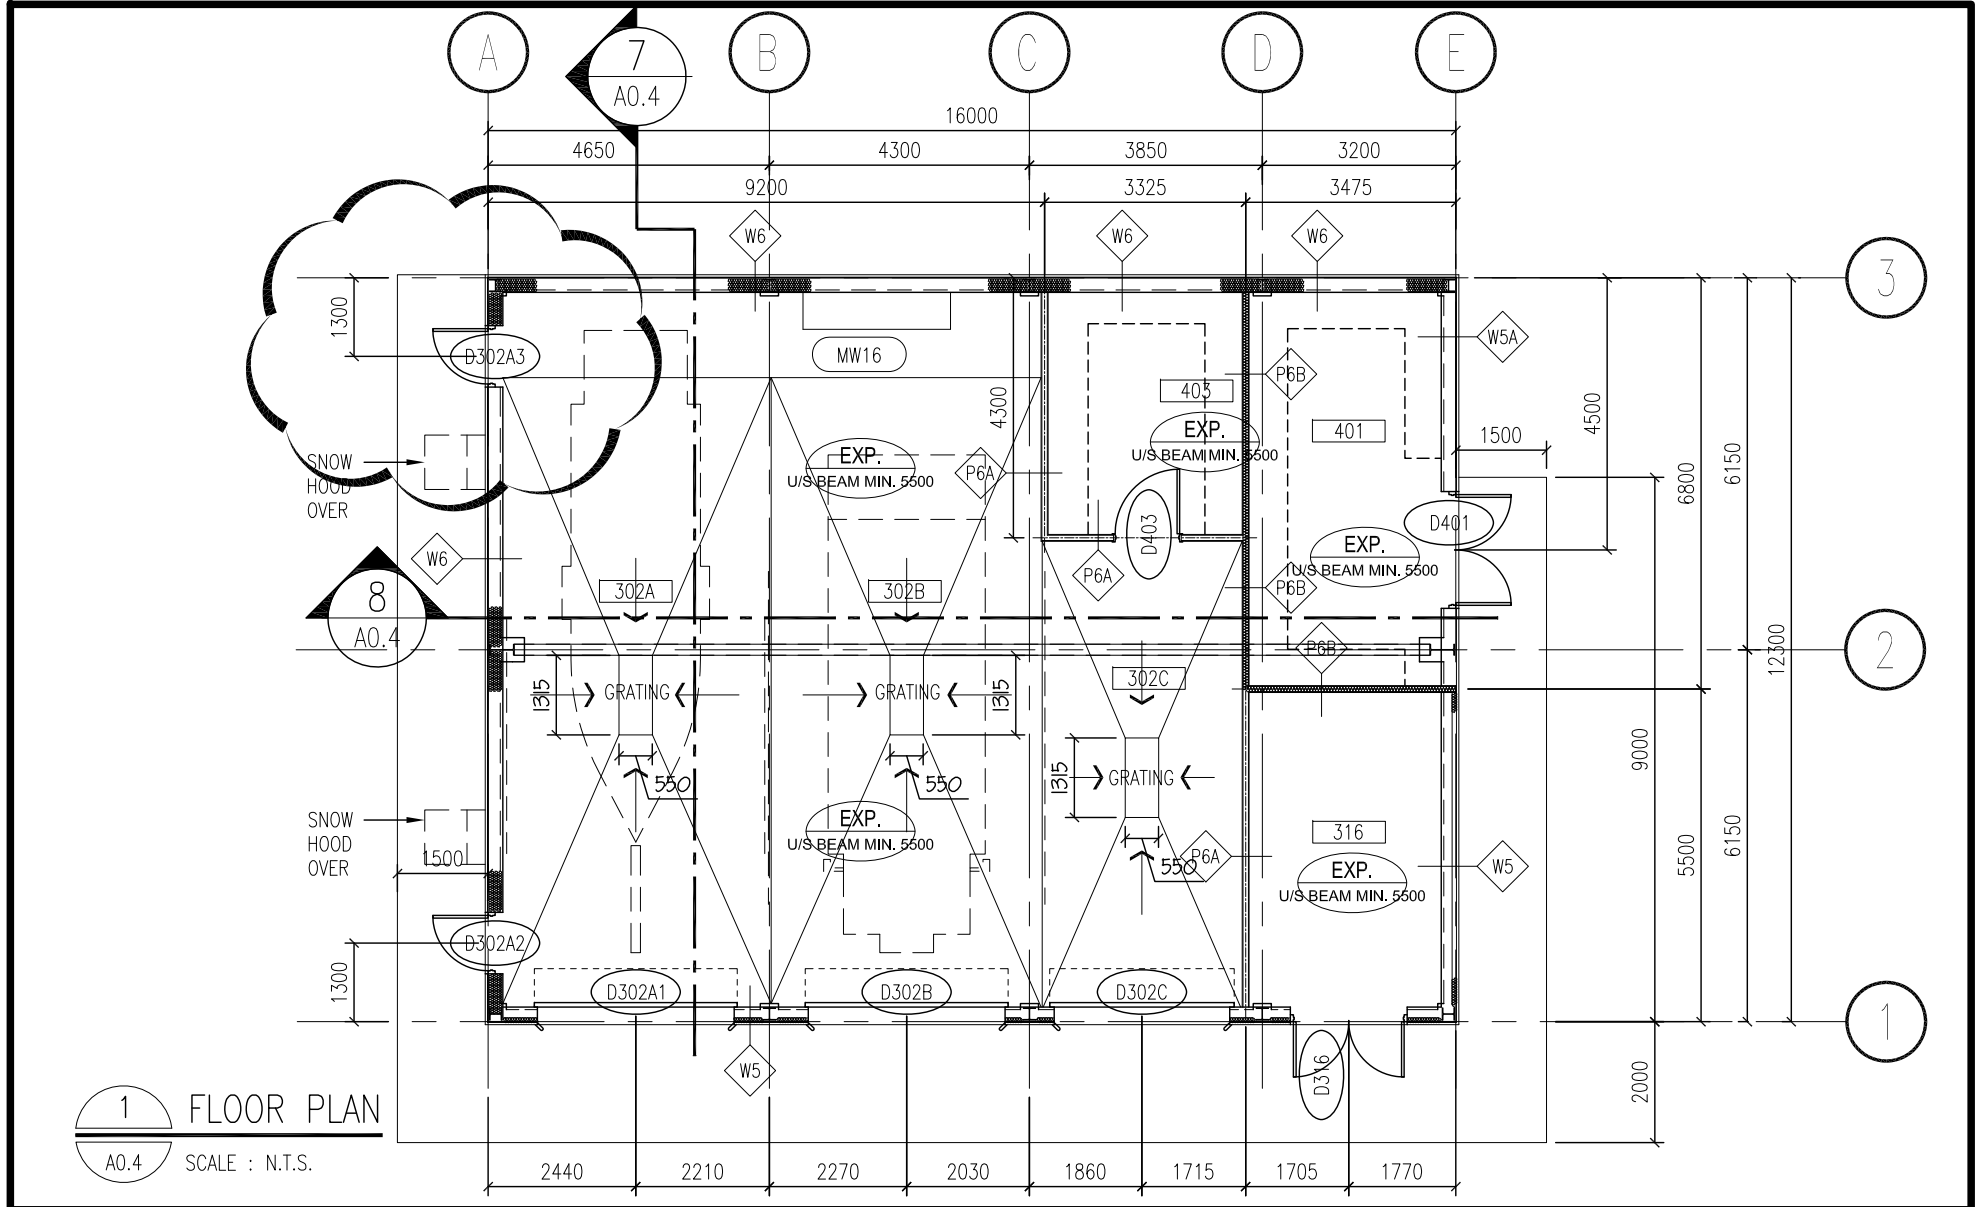 A
7
A0.4
B
C
D
E
16000
4650
4300
3850
3200
9200
3325
3475
W6
W6
W6
3
1300
D302A3
MW16
W5A
P6B
403
4300
4500
1500
EXP.
U/S BEAM MIN. 5500
401
EXP.
U/S BEAM MIN. 5500
P6A
SNOW
HOOD
OVER
6800
6150
D401
D403
W6
EXP.
U/S BEAM MIN. 5500
P6A
P6B
302A
302B
8
A0.4
P6B
2
12300
302C
1315
GRATING
GRATING
1315
1315
GRATING
9000
550
550
550
SNOW
HOOD
OVER
EXP.
U/S BEAM MIN. 5500
316
6150
1500
P6A
5500
W5
EXP.
U/S BEAM MIN. 5500
D302A2
1300
D302A1
D302B
D302C
1
W5
D316
2000
1
FLOOR PLAN
A0.4
SCALE : N.T.S.
2440
2210
2270
2030
1860
1715
1705
1770